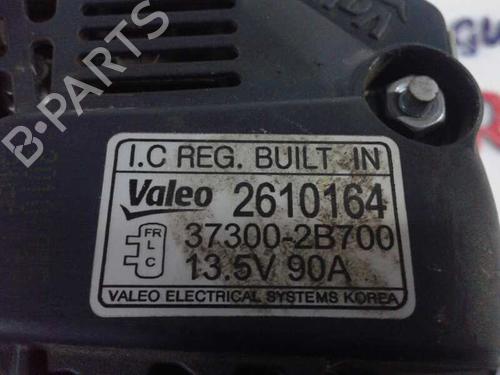 B-PARTS
I.C REG. BUILT IN
Valeo 2610164
FR
L
C
37300-2B700
13.5V 90A
VALEO ELECTRICAL SYSTEMS KOREA